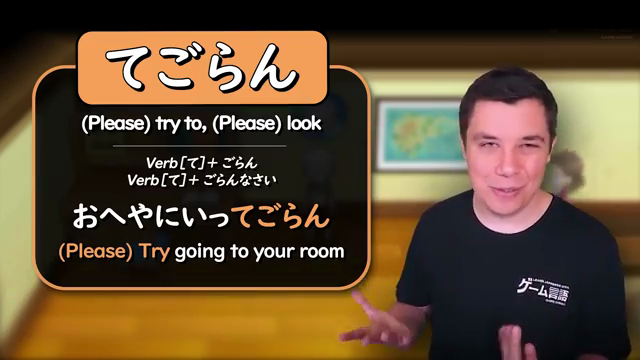 てごらん
(Please) try to, (Please) look
Verb[て]+ ごらん
Verb[て]+ ごらんなさい
おへやにいってごらん
(Please) Try going to your room
ゲーム言語